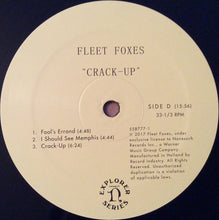 FLEET FOXES
"CRACK-UP"
SIDE D (15:56)
33-1/3 RPM
1. Fool's Errand (4:48)
2. I Should See Memphis (4:44)
3. Crack-Up (6:24)
558777-1
℗ © 2017 Fleet Foxes, under
exclusive license to Nonesuch
Records Inc., a Warner
Music Group Company.
Manufactured in Holland by
Record Industry. All Rights
Reserved. Unauthorized
duplication is a violation
of applicable laws.
EXPLORER
SERIES